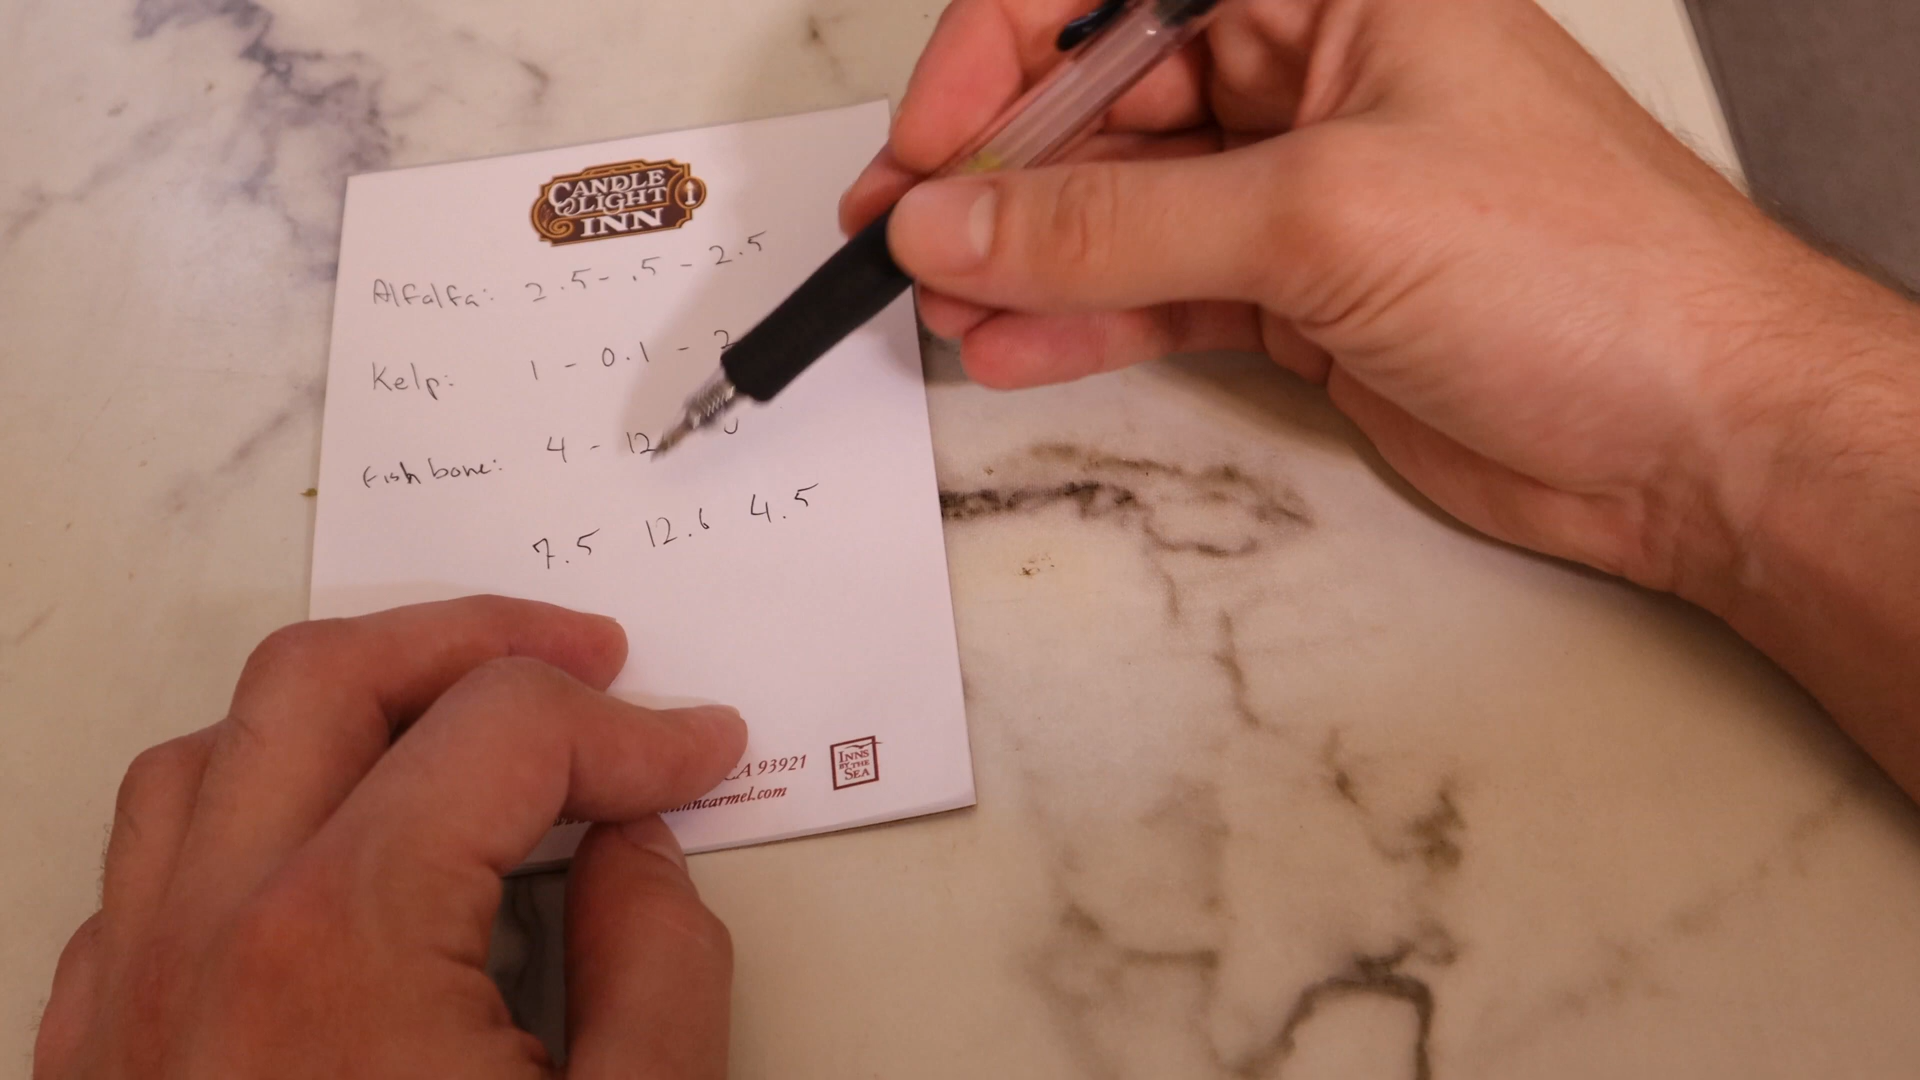 CANDLE
LIGHT
INN
Alfalfa: 2.5 - .5 - 2.5
Kelp: 1 - 0.1 - 2
Fish bone: 4 - 12 0
7.5 12.6 4.5
CA 93921
inncarmel.com
INNS
BY THE
SEA